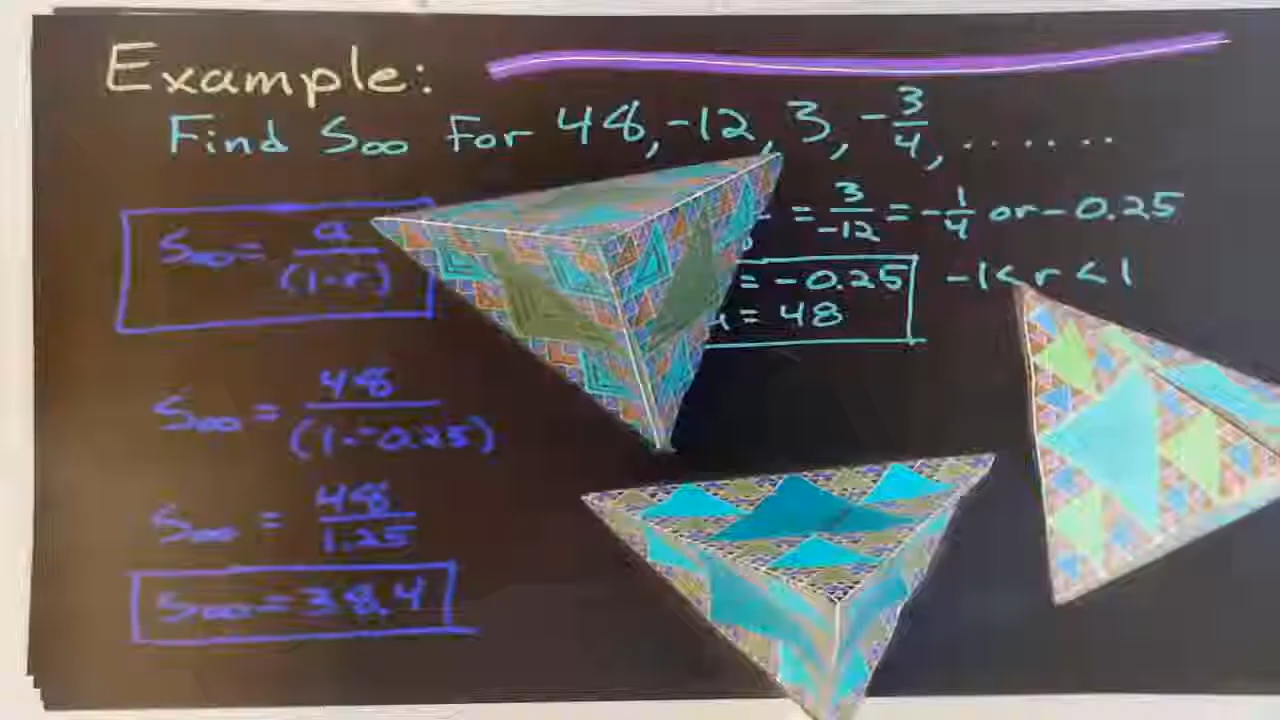 Example:
Find S∞ For 48, -12, 3, -3/4, .......
= 3/-12 = -1/4 or -0.25
S∞ = a/(1-r)
= -0.25 -1<r<1
= 48
S∞ = 48/(1--0.25)
S∞ = 48/1.25
S∞ = 38.4